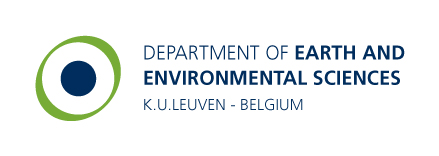 DEPARTMENT OF EARTH AND
ENVIRONMENTAL SCIENCES
K.U.LEUVEN - BELGIUM